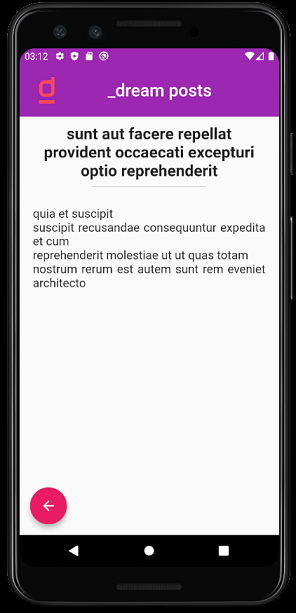 03:12
d
_dream posts
sunt aut facere repellat
provident occaecati excepturi
optio reprehenderit
quia et suscipit
suscipit recusandae consequuntur expedita
et cum
reprehenderit molestiae ut ut quas totam
nostrum rerum est autem sunt rem eveniet
architecto